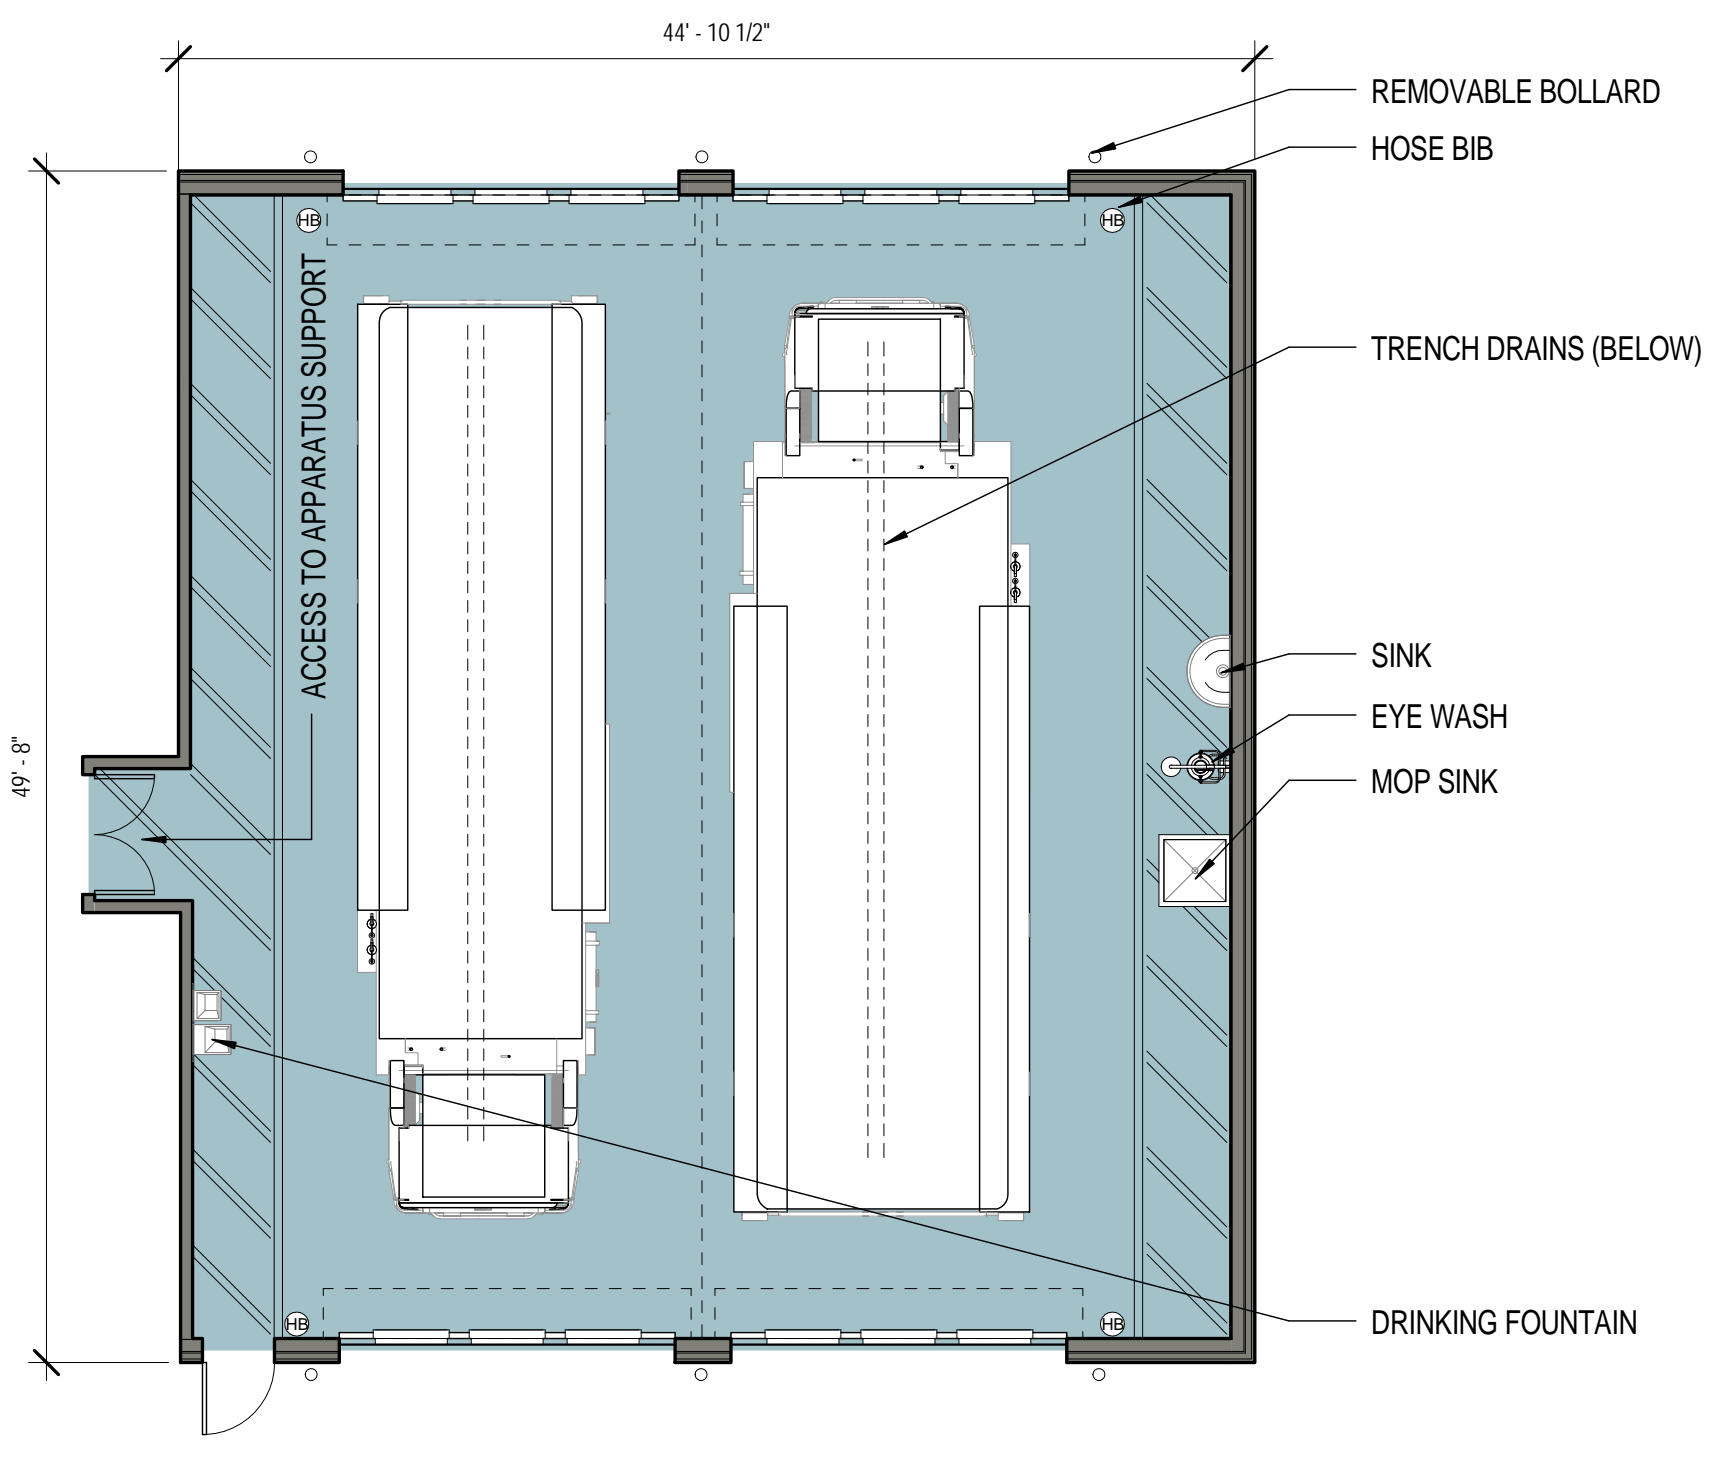 44' - 10 1/2"
REMOVABLE BOLLARD
HOSE BIB
HB
HB
ACCESS TO APPARATUS SUPPORT
TRENCH DRAINS (BELOW)
SINK
EYE WASH
49' - 8"
MOP SINK
HB
HB
DRINKING FOUNTAIN